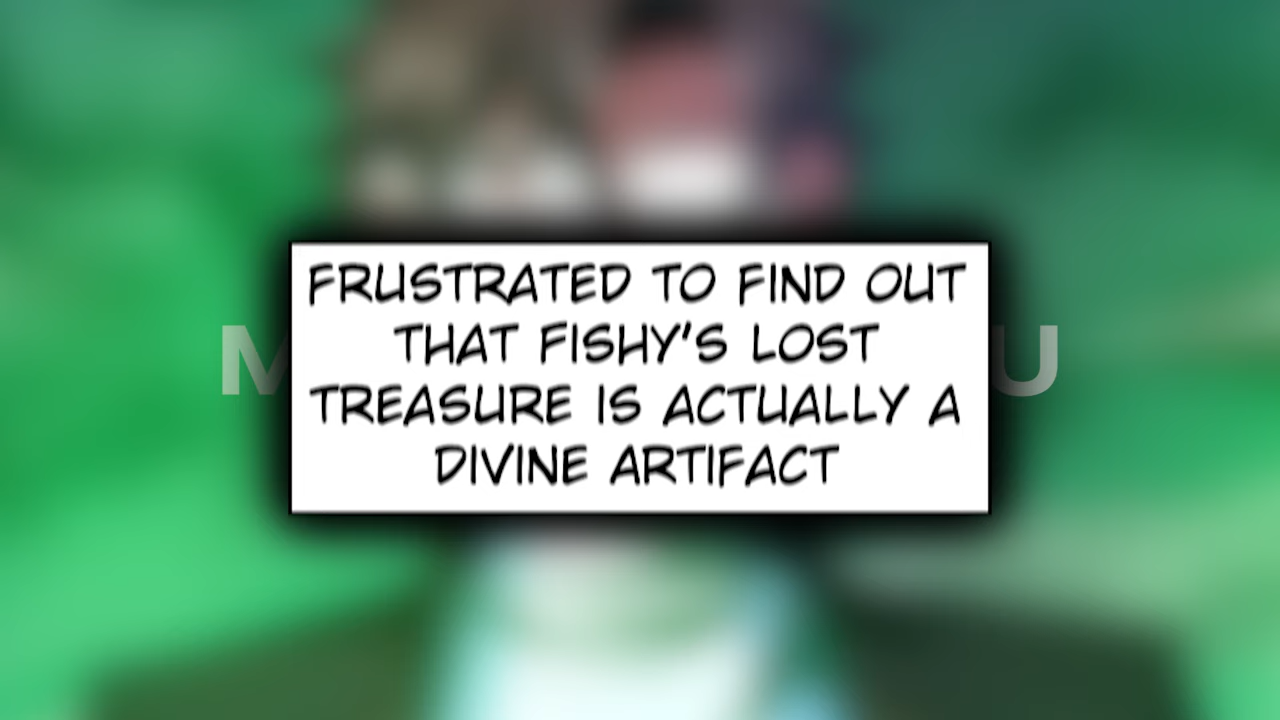 FRUSTRATED TO FIND OUT
THAT FISHY'S LOST
TREASURE IS ACTUALLY A
DIVINE ARTIFACT